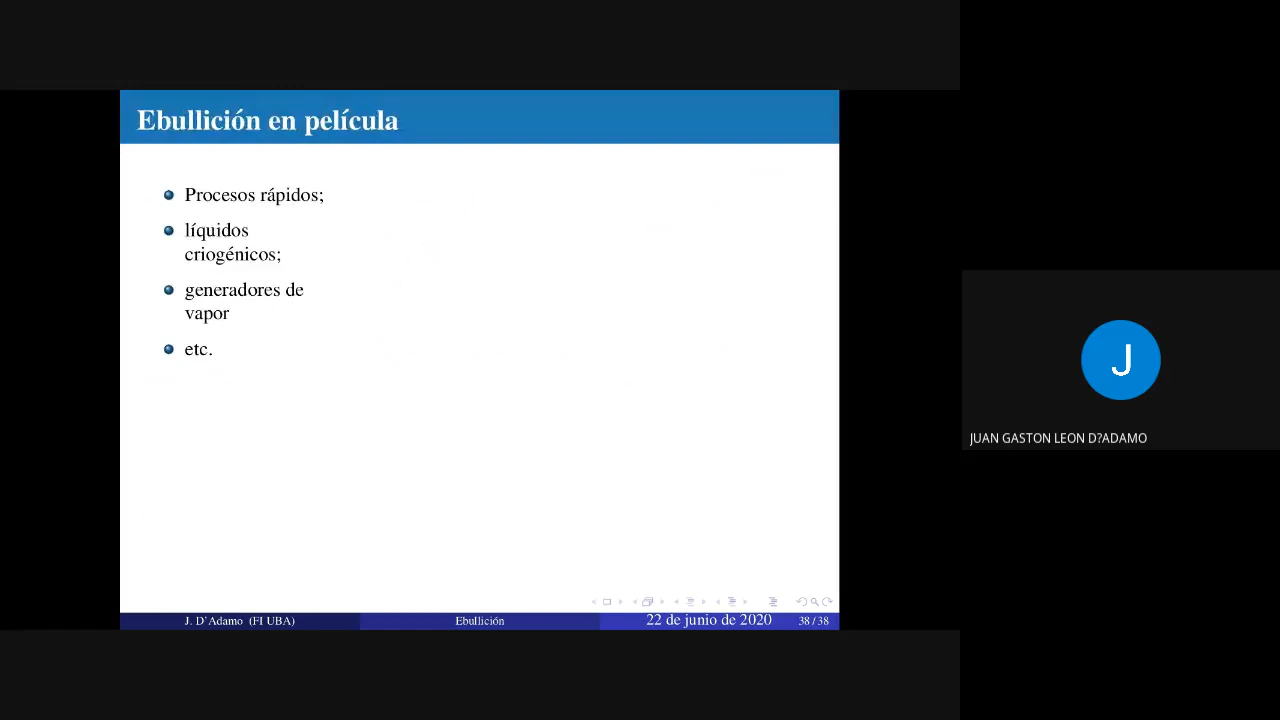 Ebullición en película
Procesos rápidos;
líquidos
criogénicos;
generadores de
vapor
etc.
J
JUAN GASTON LEON D?ADAMO
J. D'Adamo (FI UBA)
Ebullición
22 de junio de 2020
38 / 38